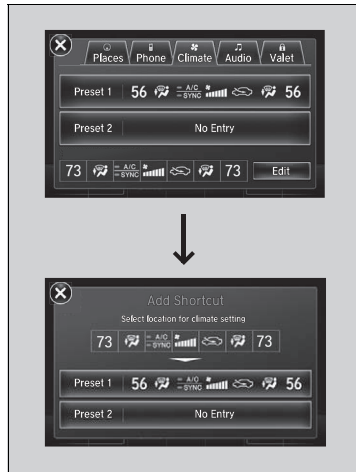 Places Phone Climate Audio Valet
Preset 1 56 A/C SYNC 56
Preset 2 No Entry
73 A/C SYNC 73 Edit
Add Shortcut
Select location for climate setting
73 A/C SYNC 73
Preset 1 56 A/C SYNC 56
Preset 2 No Entry